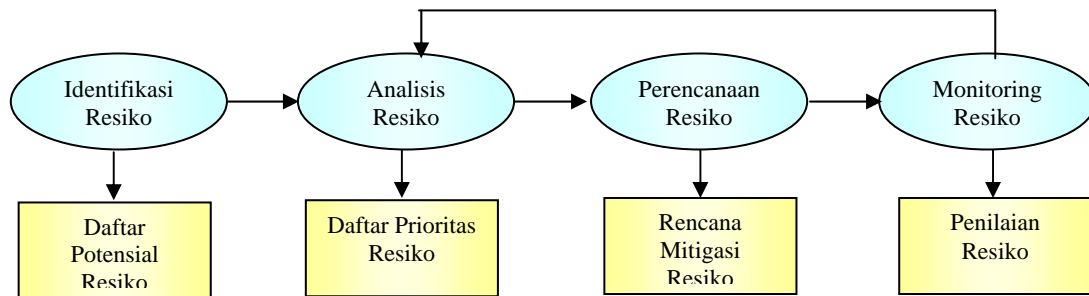 Identifikasi
Resiko
Analisis
Resiko
Perencanaan
Resiko
Monitoring
Resiko
Daftar
Potensial
Resiko
Daftar Prioritas
Resiko
Rencana
Mitigasi
Resiko
Penilaian
Resiko